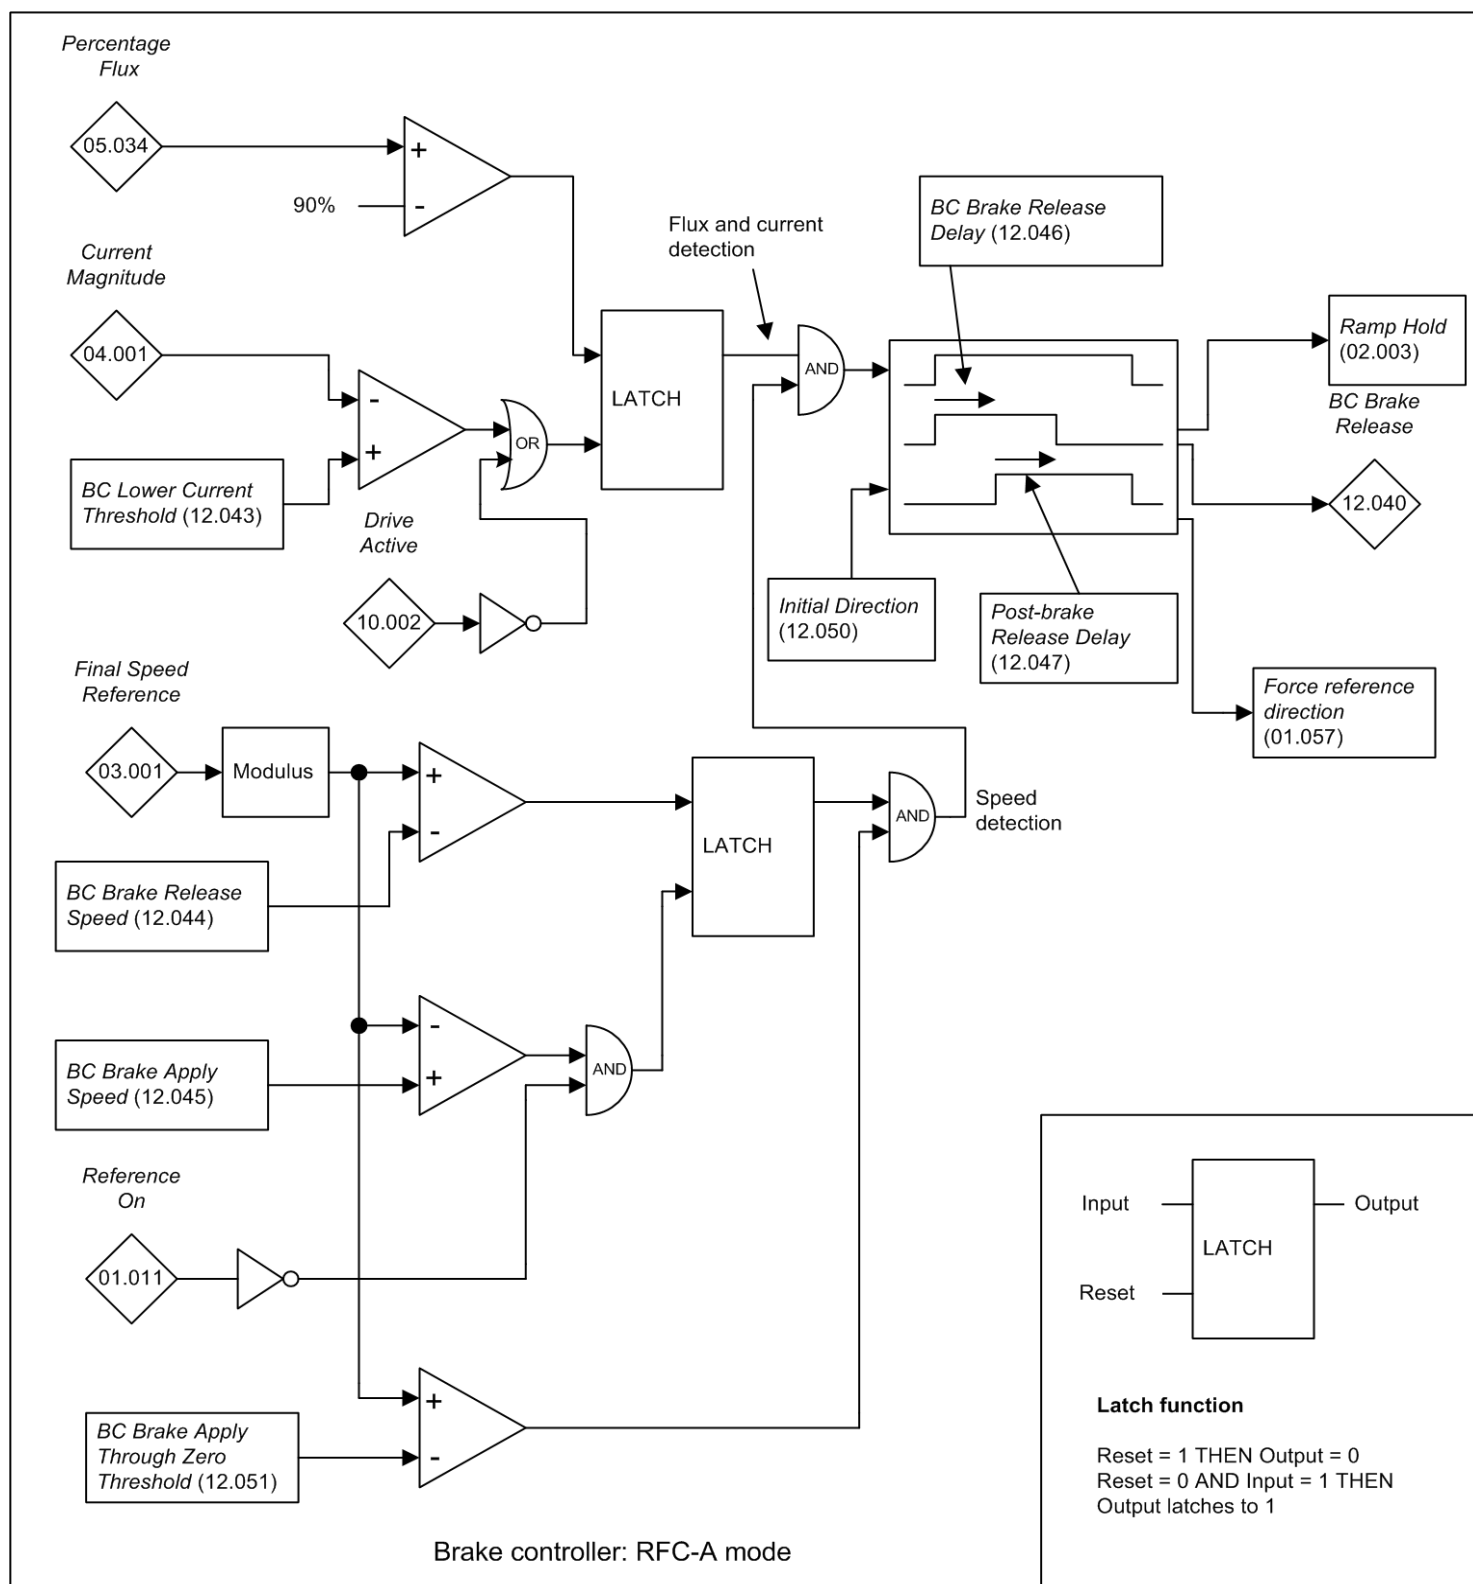 Percentage
Flux
05.034
+
90%
-
Current
Magnitude
04.001
-
+
BC Lower Current
Threshold (12.043)
OR
Drive
Active
10.002
LATCH
Flux and current
detection
AND
BC Brake Release
Delay (12.046)
Ramp Hold
(02.003)
BC Brake
Release
12.040
Initial Direction
(12.050)
Post-brake
Release Delay
(12.047)
Force reference
direction
(01.057)
Final Speed
Reference
03.001
Modulus
+
-
BC Brake Release
Speed (12.044)
LATCH
AND
Speed
detection
-
+
BC Brake Apply
Speed (12.045)
AND
Reference
On
01.011
+
-
BC Brake Apply
Through Zero
Threshold (12.051)
Brake controller: RFC-A mode
Input
Output
LATCH
Reset
Latch function
Reset = 1 THEN Output = 0
Reset = 0 AND Input = 1 THEN
Output latches to 1